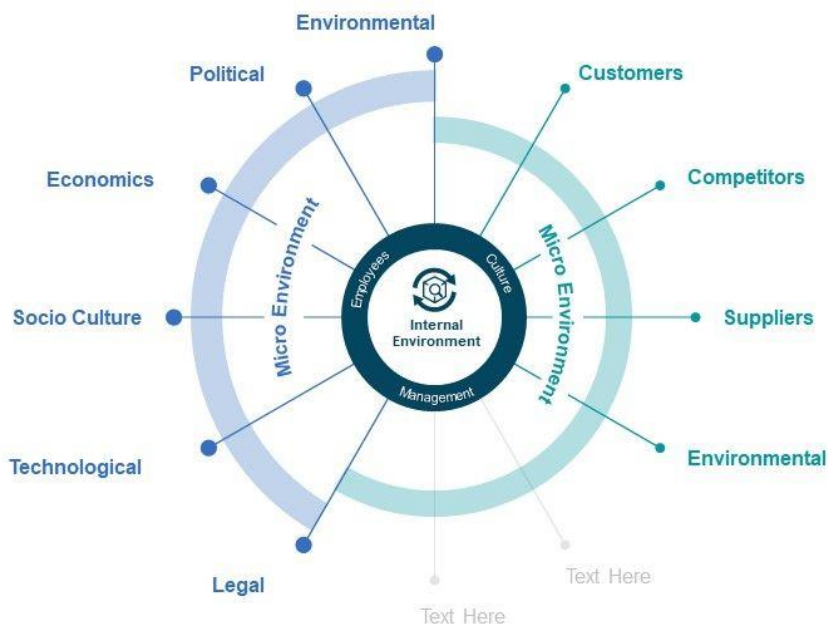 Environmental
Political
Customers
Economics
Competitors
Micro Environment
Employees
Culture
Micro Environment
Internal
Environment
Socio Culture
Suppliers
Management
Technological
Environmental
Legal
Text Here
Text Here